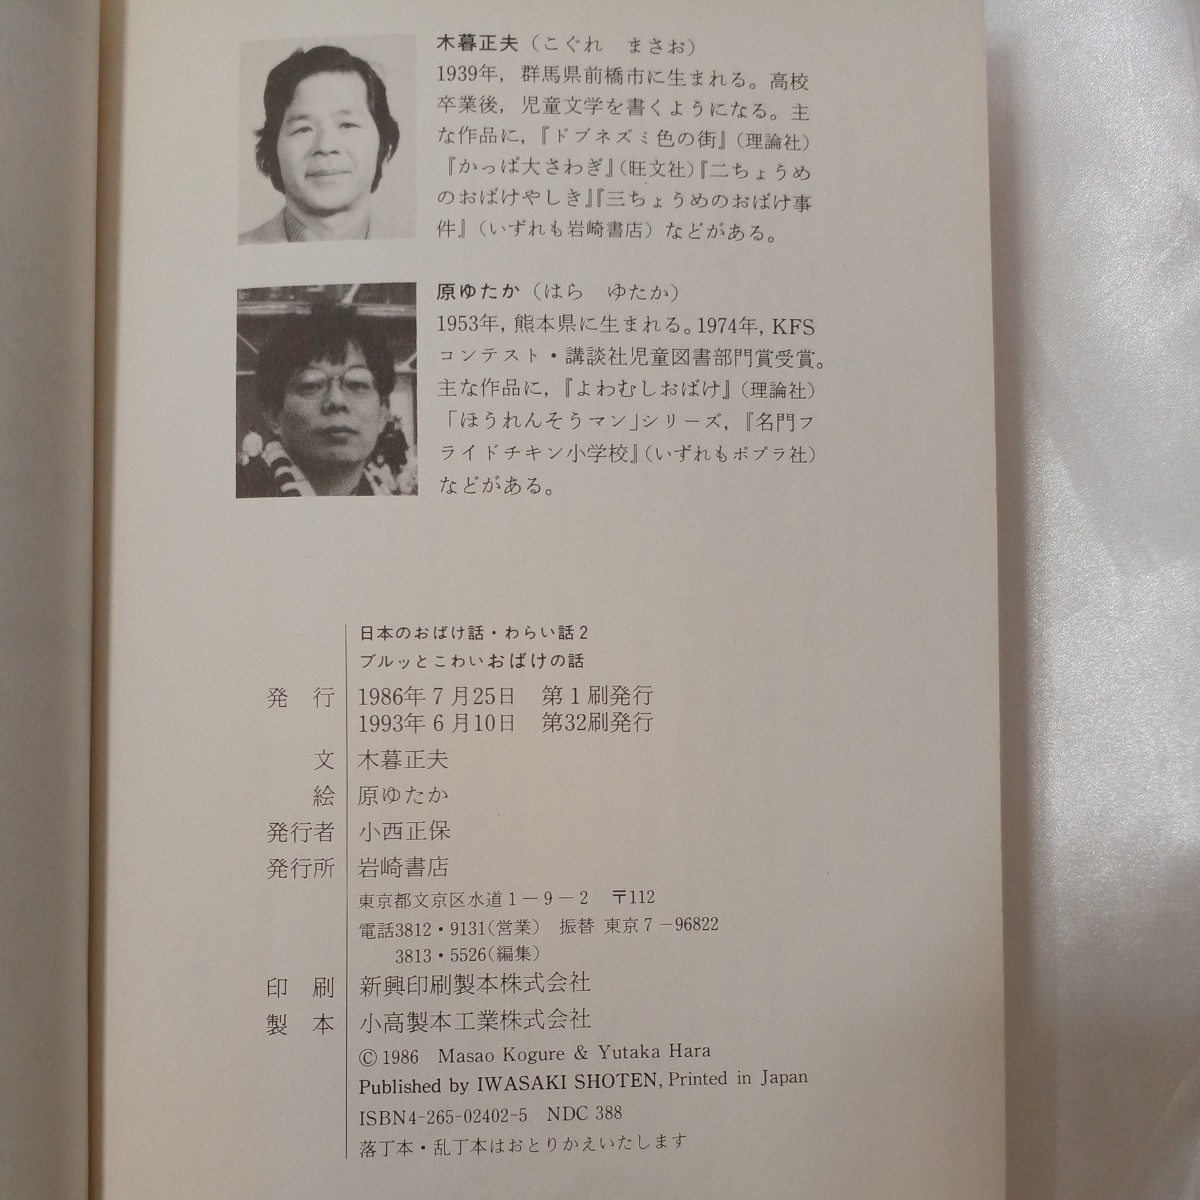 木暮正夫（こぐれ　まさお）
1939年，群馬県前橋市に生まれる。高校
卒業後，児童文学を書くようになる。主
な作品に，『ドブネズミ色の街』（理論社）
『かっぱ大さわぎ』（旺文社）『二ちょうめ
のおばけやしき』『三ちょうめのおばけ事
件』（いずれも岩崎書店）などがある。
原ゆたか（はら　ゆたか）
1953年，熊本県に生まれる。1974年，KFS
コンテスト・講談社児童図書部門賞受賞。
主な作品に，『よわむしおばけ』（理論社）
「ほうれんそうマン」シリーズ，『名門フ
ライドチキン小学校』（いずれもポプラ社）
などがある。
日本のおばけ話・わらい話2
ブルッとこわいおばけの話
発　行　1986年7月25日　第1刷発行
1993年6月10日　第32刷発行
文　木暮正夫
絵　原ゆたか
発行者　小西正保
発行所　岩崎書店
東京都文京区水道1－9－2　〒112
電話3812・9131（営業）　振替 東京7－96822
3813・5526（編集）
印　刷　新興印刷製本株式会社
製　本　小高製本工業株式会社
©1986　Masao Kogure & Yutaka Hara
Published by IWASAKI SHOTEN, Printed in Japan
ISBN4-265-02402-5　NDC 388
落丁本・乱丁本はおとりかえいたします